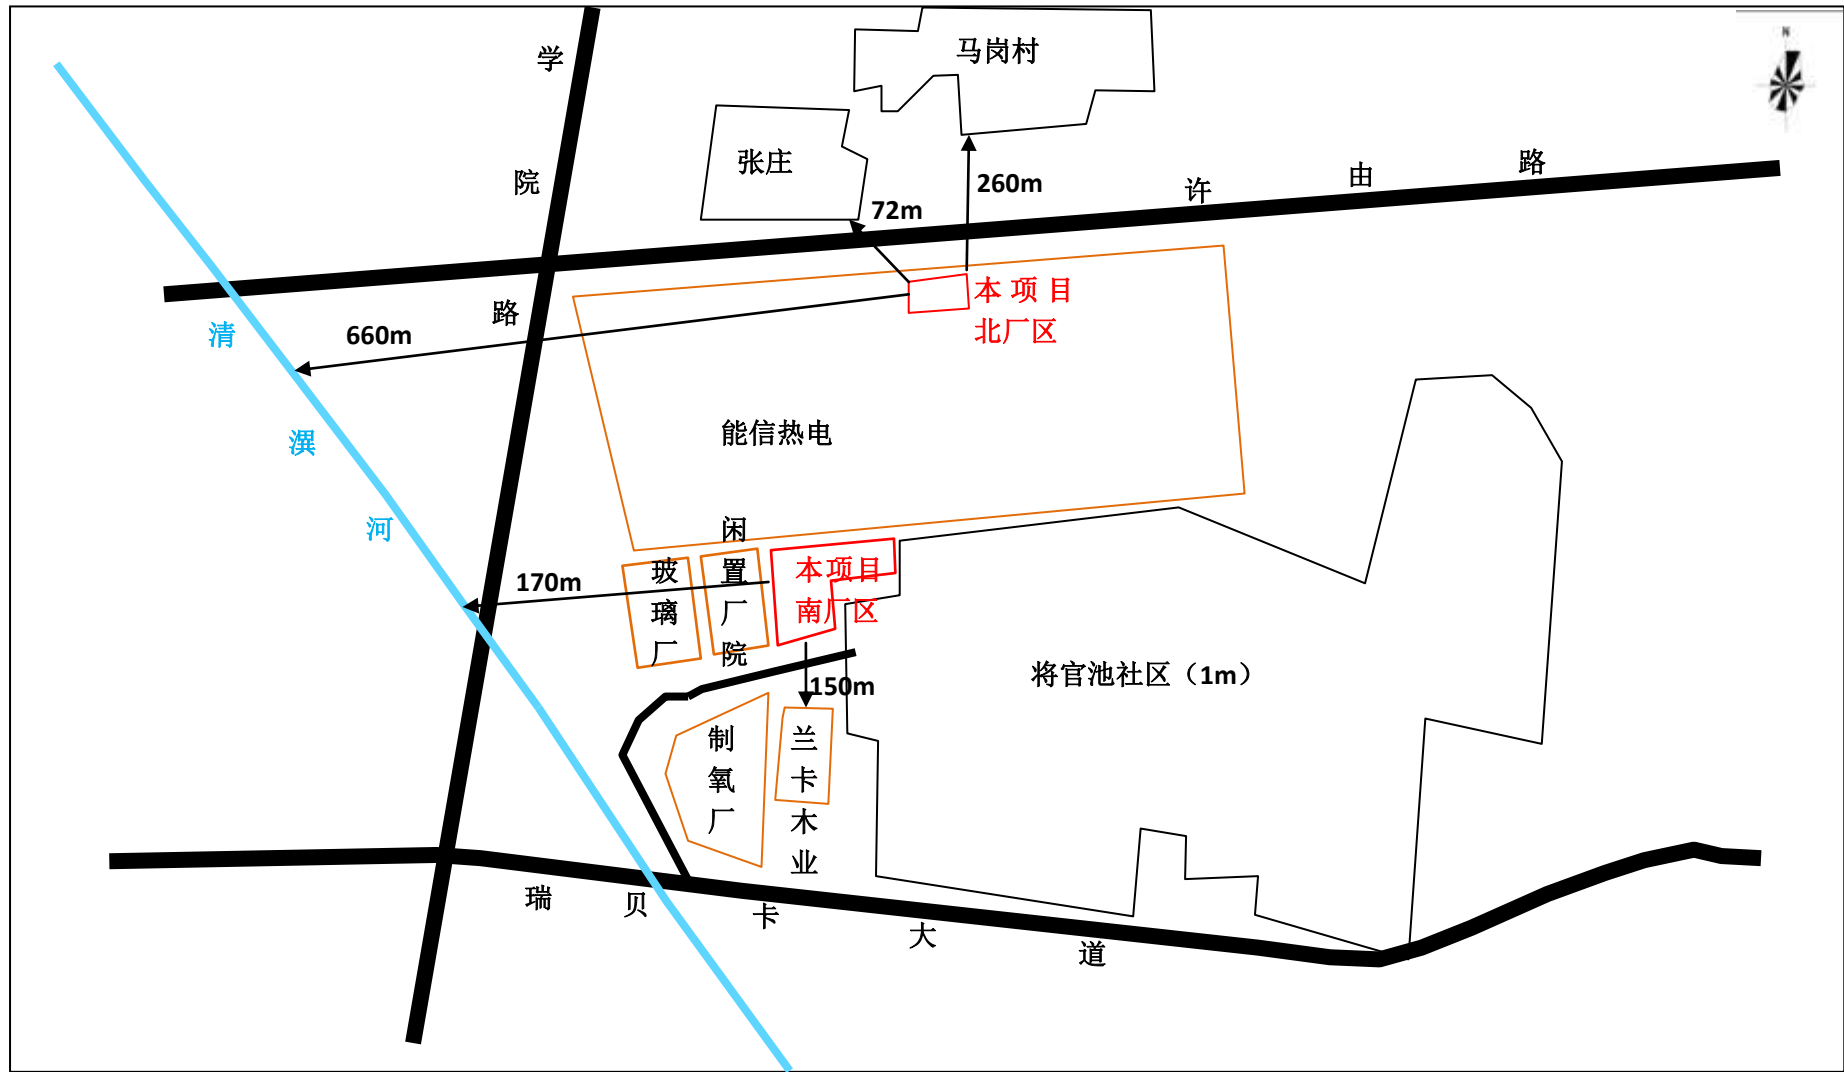 N
马岗村
张庄
260m
72m
学院路
许由路
本项目
北厂区
660m
清潩河
能信热电
闲置厂院
玻璃厂
本项目
南厂区
170m
将官池社区（1m）
150m
制氧厂
兰卡木业
瑞贝卡大道